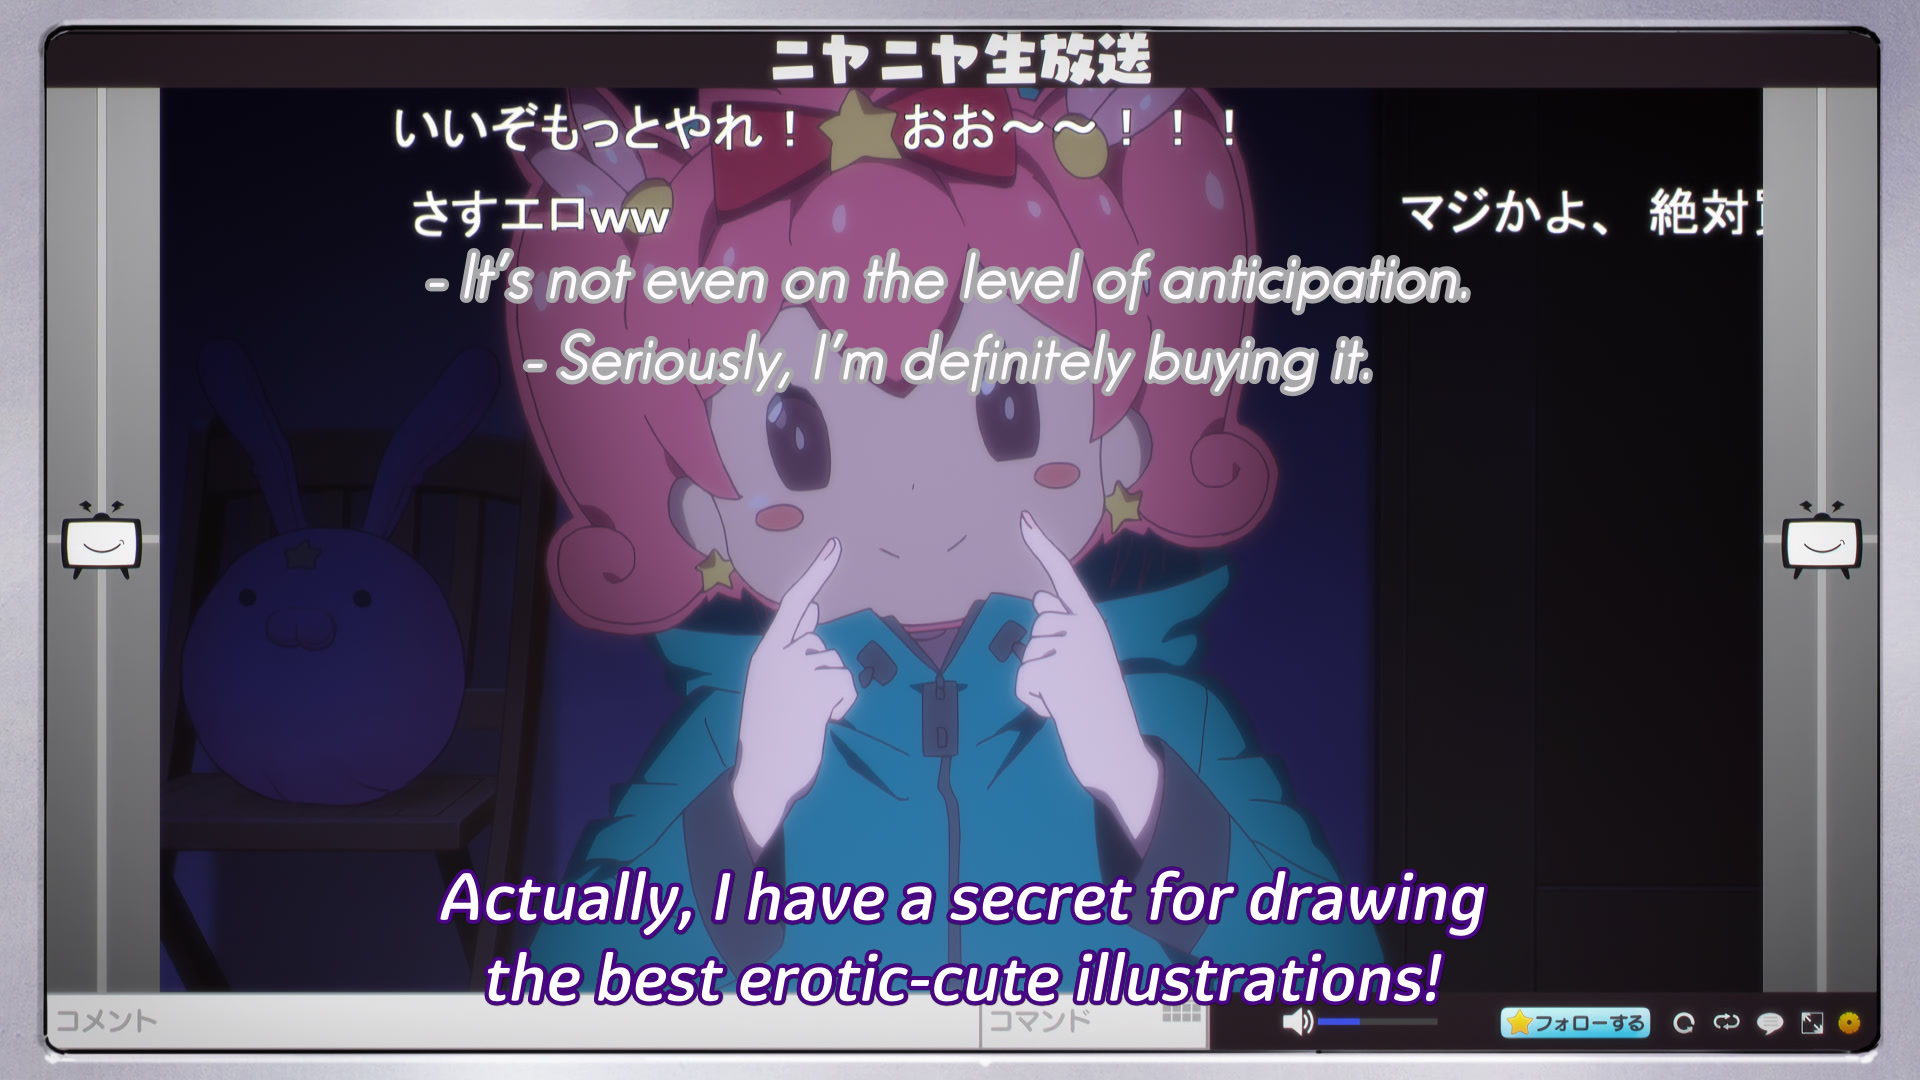 ニヤニヤ生放送
いいぞもっとやれ！ おお～～！！！
さすエロww マジかよ、絶対
- It's not even on the level of anticipation.
- Seriously, I'm definitely buying it.
Actually, I have a secret for drawing
the best erotic-cute illustrations!
コメント コマンド フォローする